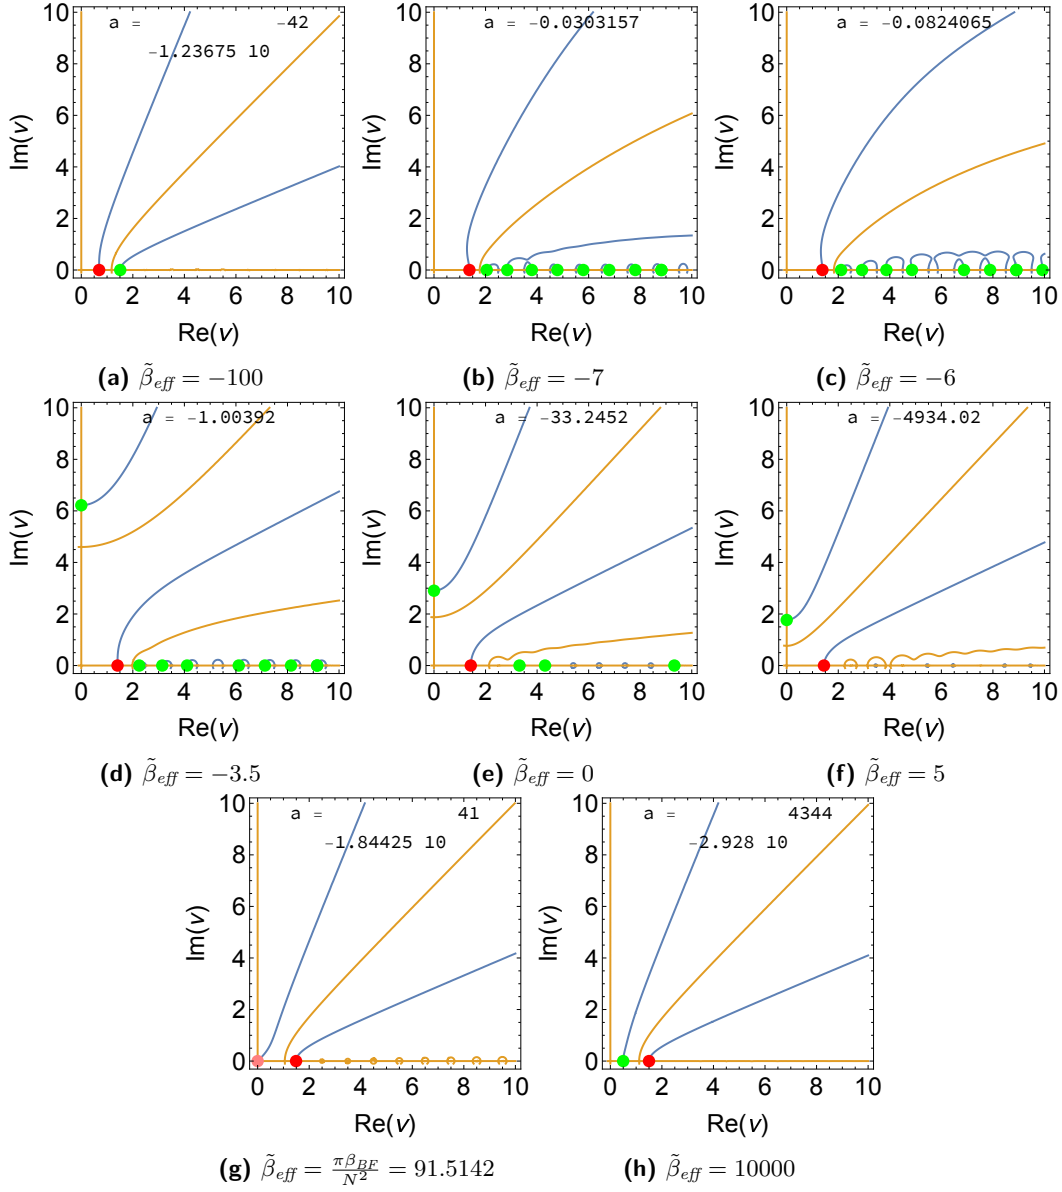 a = -42
-1.23675 10
a = -0.0303157
a = -0.0824065
10
8
6
4
2
0
Im(ν)
0 2 4 6 8 10
Re(ν)
10
8
6
4
2
0
Im(ν)
0 2 4 6 8 10
Re(ν)
10
8
6
4
2
0
Im(ν)
0 2 4 6 8 10
Re(ν)
(a) β̃eff = −100
(b) β̃eff = −7
(c) β̃eff = −6
a = -1.00392
a = -33.2452
a = -4934.02
10
8
6
4
2
0
Im(ν)
0 2 4 6 8 10
Re(ν)
10
8
6
4
2
0
Im(ν)
0 2 4 6 8 10
Re(ν)
10
8
6
4
2
0
Im(ν)
0 2 4 6 8 10
Re(ν)
(d) β̃eff = −3.5
(e) β̃eff = 0
(f) β̃eff = 5
a = 41
-1.84425 10
a = 4344
-2.928 10
10
8
6
4
2
0
Im(ν)
0 2 4 6 8 10
Re(ν)
10
8
6
4
2
0
Im(ν)
0 2 4 6 8 10
Re(ν)
(g) β̃eff = πβBF/N² = 91.5142
(h) β̃eff = 10000